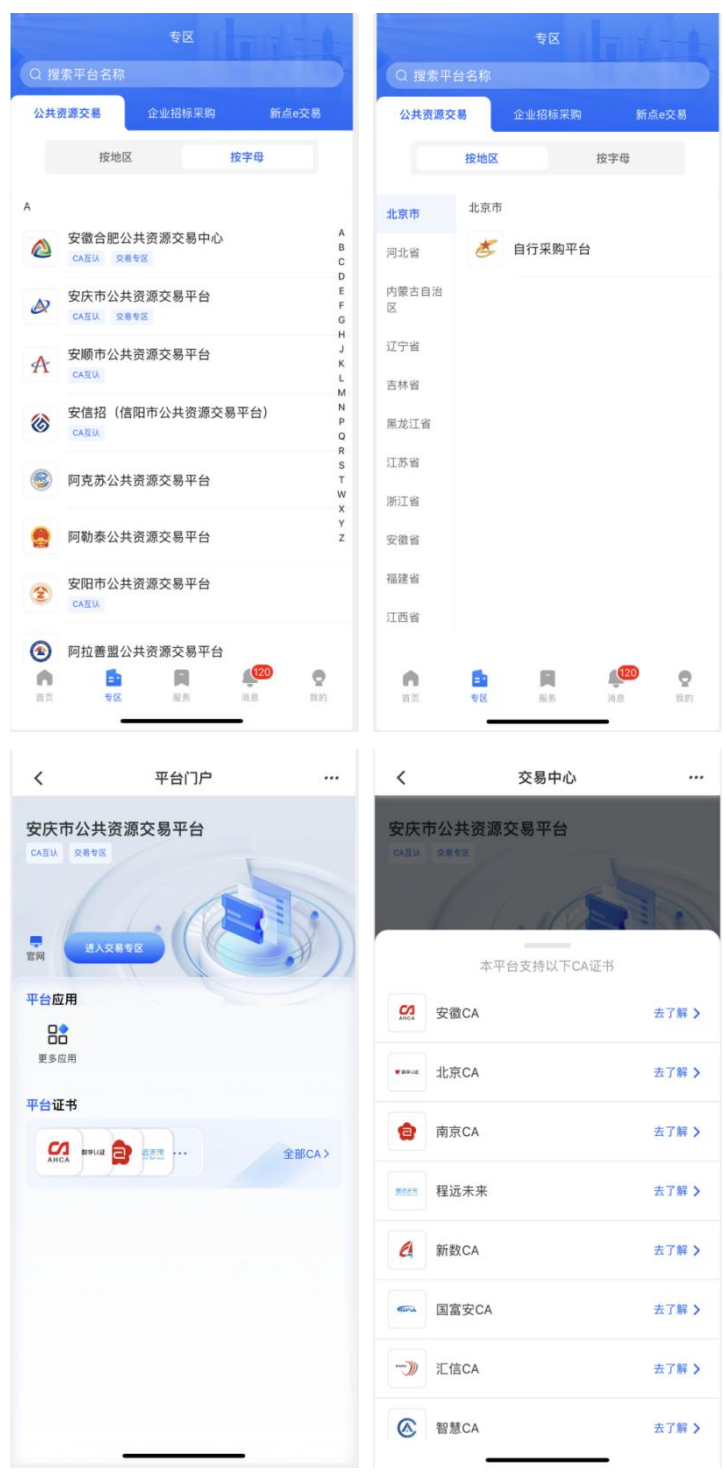 专区
搜索平台名称
公共资源交易 企业招标采购 新点e交易
按地区 按字母
A
安徽合肥公共资源交易中心
CA互认 交易专区
安庆市公共资源交易平台
CA互认 交易专区
安顺市公共资源交易平台
CA互认
安信招（信阳市公共资源交易平台）
CA互认
阿克苏公共资源交易平台
阿勒泰公共资源交易平台
安阳市公共资源交易平台
CA互认
阿拉善盟公共资源交易平台
A
B
C
D
E
F
G
H
J
K
L
M
N
P
Q
R
S
T
W
X
Y
Z
120
首页 专区 服务 消息 我的
专区
搜索平台名称
公共资源交易 企业招标采购 新点e交易
按地区 按字母
北京市
河北省
内蒙古自治
区
辽宁省
吉林省
黑龙江省
江苏省
浙江省
安徽省
福建省
江西省
北京市
自行采购平台
120
首页 专区 服务 消息 我的
平台门户
安庆市公共资源交易平台
CA互认 交易专区
官网 进入交易专区
平台应用
更多应用
平台证书
AHCA 数字认证 程远未来 ···
全部CA
交易中心
安庆市公共资源交易平台
CA互认 交易专区
本平台支持以下CA证书
AHCA 安徽CA 去了解
数字认证 北京CA 去了解
南京CA 去了解
程远未来 程远未来 去了解
新数CA 去了解
国富安CA 去了解
汇信CA 去了解
智慧CA 去了解